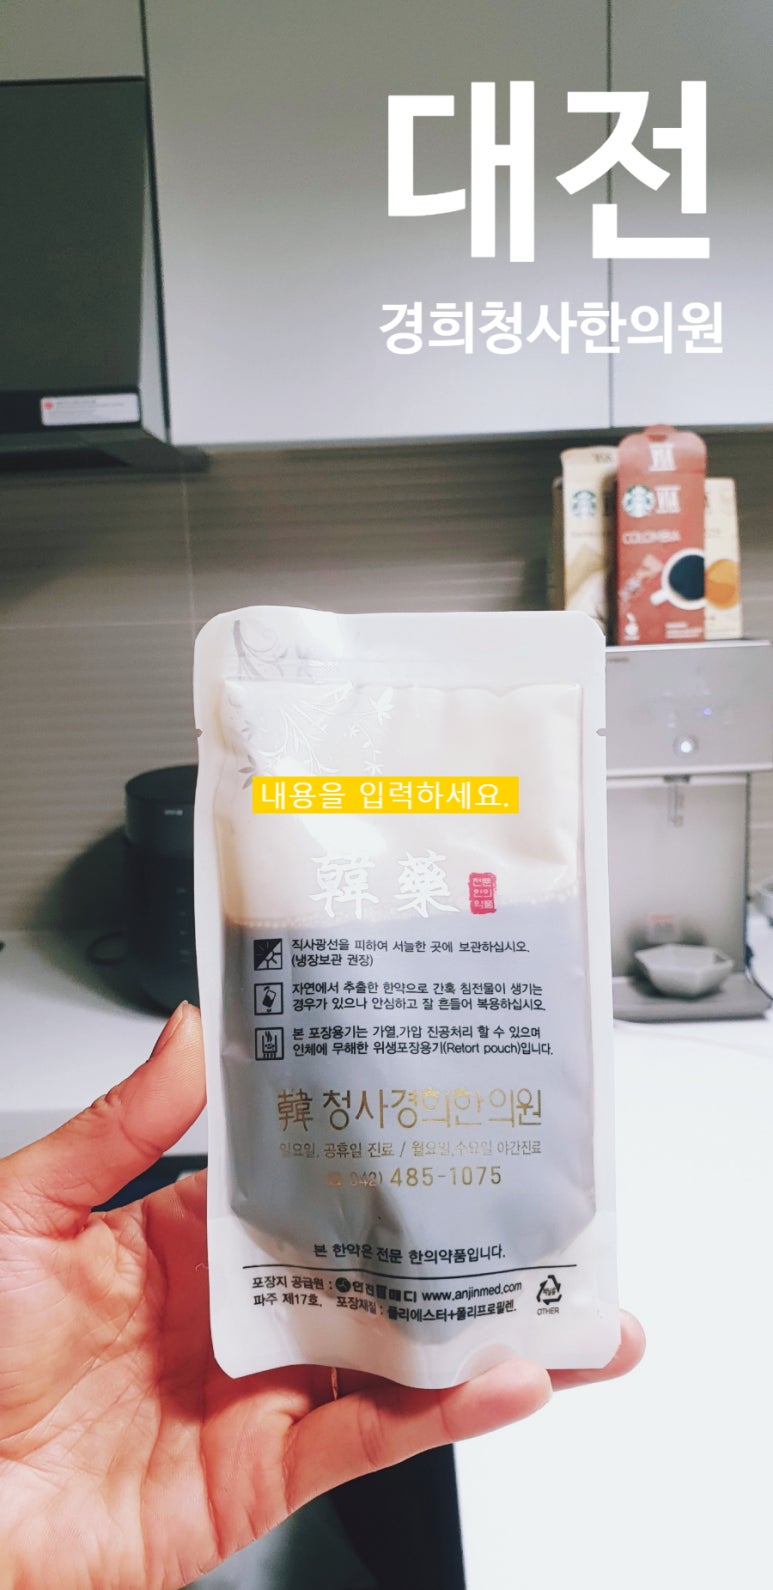 대전
경희청사한의원
COLOMBIA
내용을 입력하세요.
韓藥
전문
한의
약품
직사광선을 피하여 서늘한 곳에 보관하십시오.
(냉장보관 권장)
자연에서 추출한 한약으로 간혹 침전물이 생기는
경우가 있으나 안심하고 잘 흔들어 복용하십시오.
본 포장용기는 가열,가압 진공처리 할 수 있으며
인체에 무해한 위생포장용기(Retort pouch)입니다.
韓 청사경희한의원
일요일, 공휴일 진료 / 월요일,수요일 야간진료
☎ 042) 485-1075
본 한약은 전문 한의약품입니다.
포장지 공급원 : www.anjinmed.com
파주 제17호. 포장재질 : 폴리에스터+폴리프로필렌.
OTHER